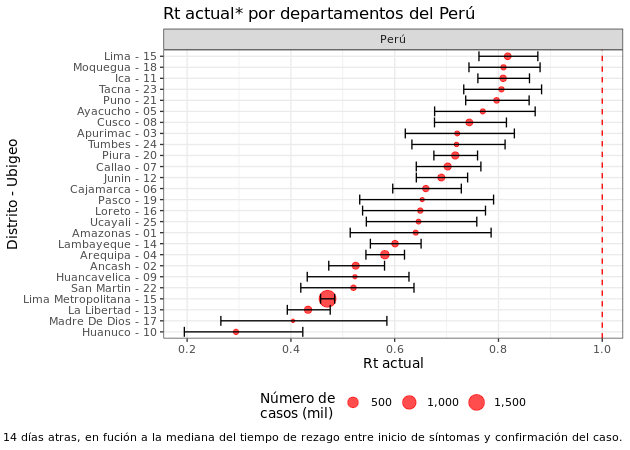 Rt actual* por departamentos del Perú
Perú
Distrito - Ubigeo
Lima - 15
Moquegua - 18
Ica - 11
Tacna - 23
Puno - 21
Ayacucho - 05
Cusco - 08
Apurimac - 03
Tumbes - 24
Piura - 20
Callao - 07
Junin - 12
Cajamarca - 06
Pasco - 19
Loreto - 16
Ucayali - 25
Amazonas - 01
Lambayeque - 14
Arequipa - 04
Ancash - 02
Huancavelica - 09
San Martin - 22
Lima Metropolitana - 15
La Libertad - 13
Madre De Dios - 17
Huanuco - 10
0.2 0.4 0.6 0.8 1.0
Rt actual
Número de
casos (mil)
500 1,000 1,500
14 días atras, en fución a la mediana del tiempo de rezago entre inicio de síntomas y confirmación del caso.